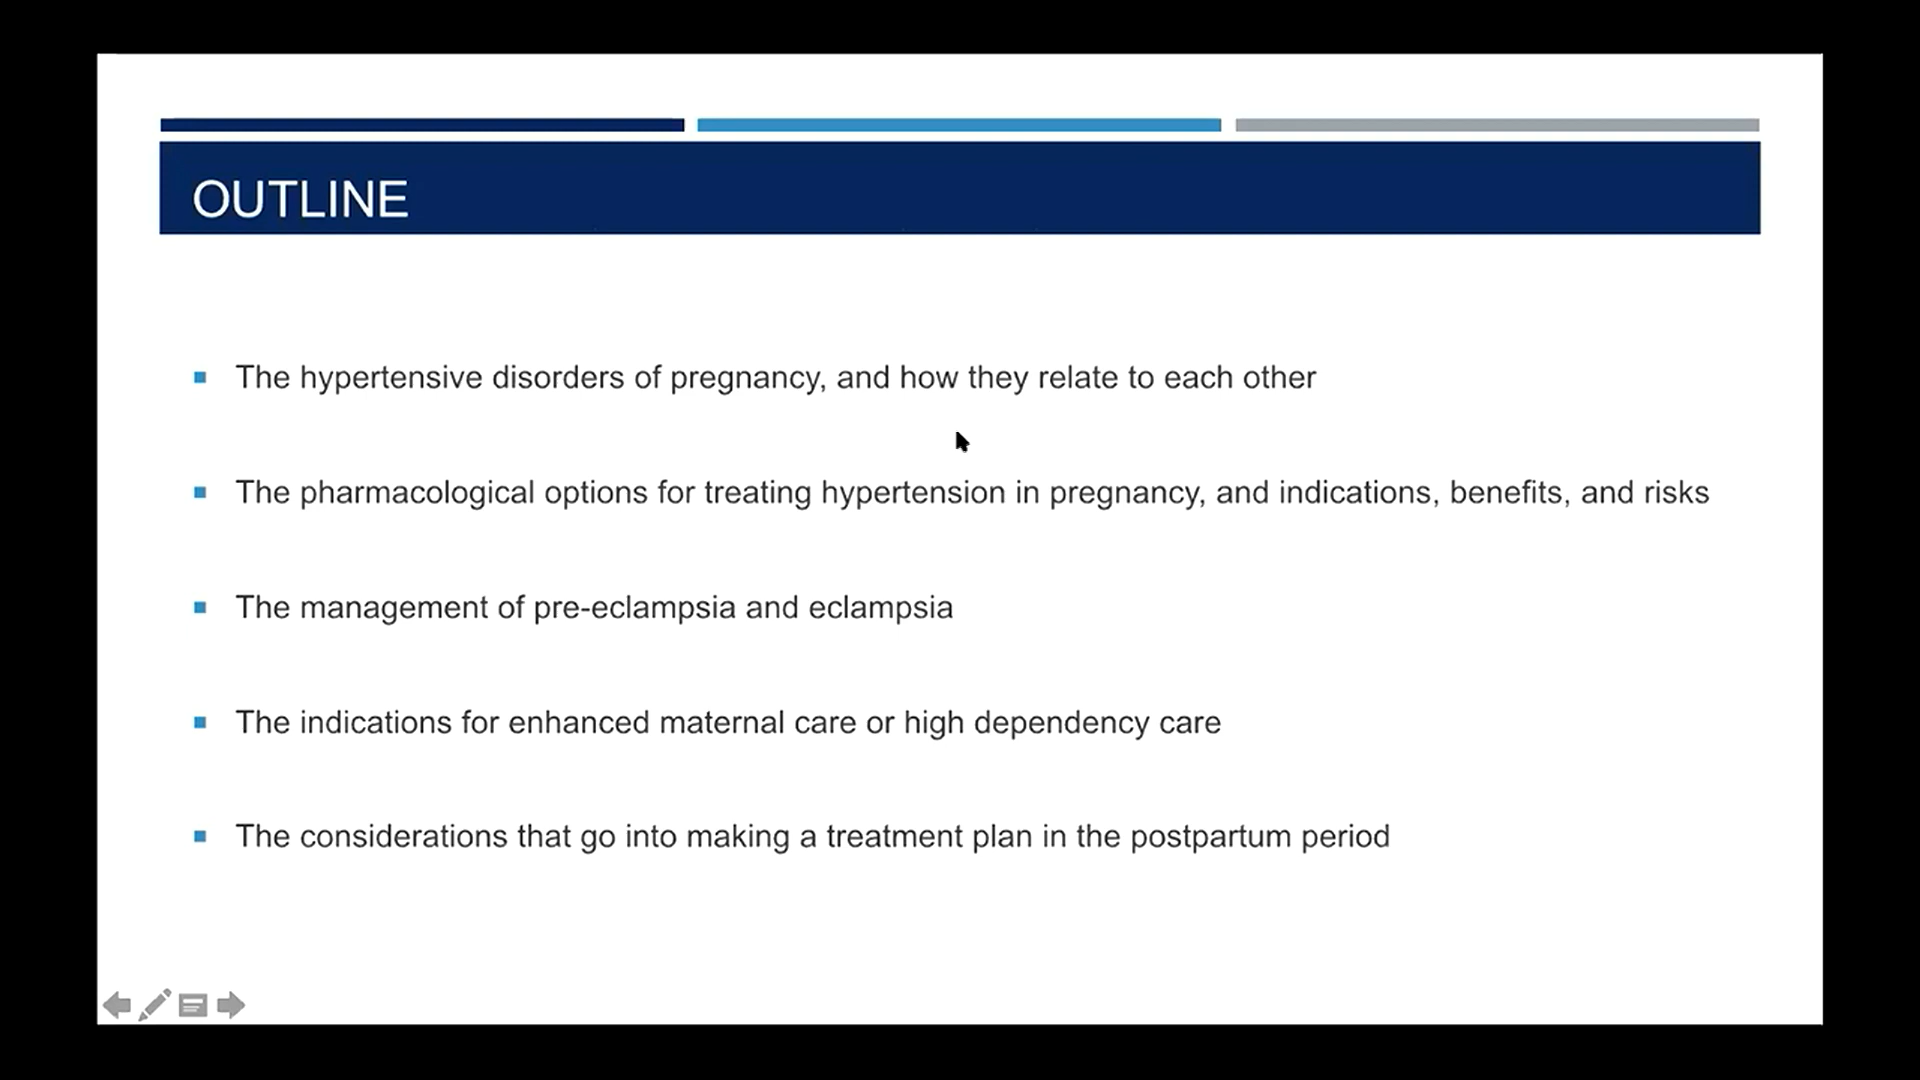 OUTLINE
The hypertensive disorders of pregnancy, and how they relate to each other
The pharmacological options for treating hypertension in pregnancy, and indications, benefits, and risks
The management of pre-eclampsia and eclampsia
The indications for enhanced maternal care or high dependency care
The considerations that go into making a treatment plan in the postpartum period